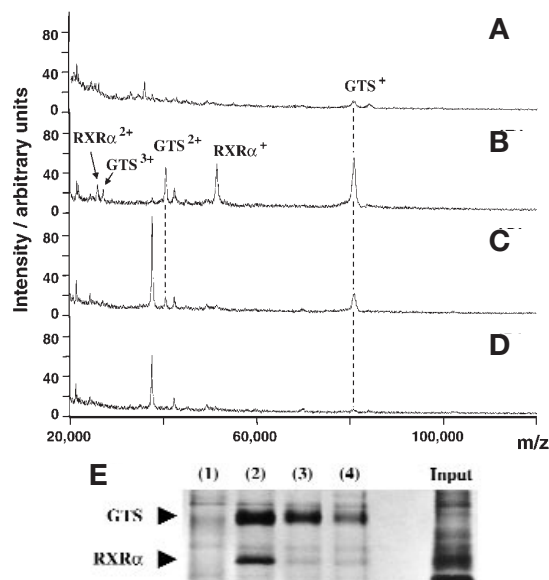 Intensity / arbitrary units
80
40
0
A
GTS+
80
40
0
B
RXRα2+
GTS3+
GTS2+
RXRα+
80
40
0
C
80
40
0
D
20,000 60,000 100,000 m/z
E
(1) (2) (3) (4) Input
GTS
RXRα